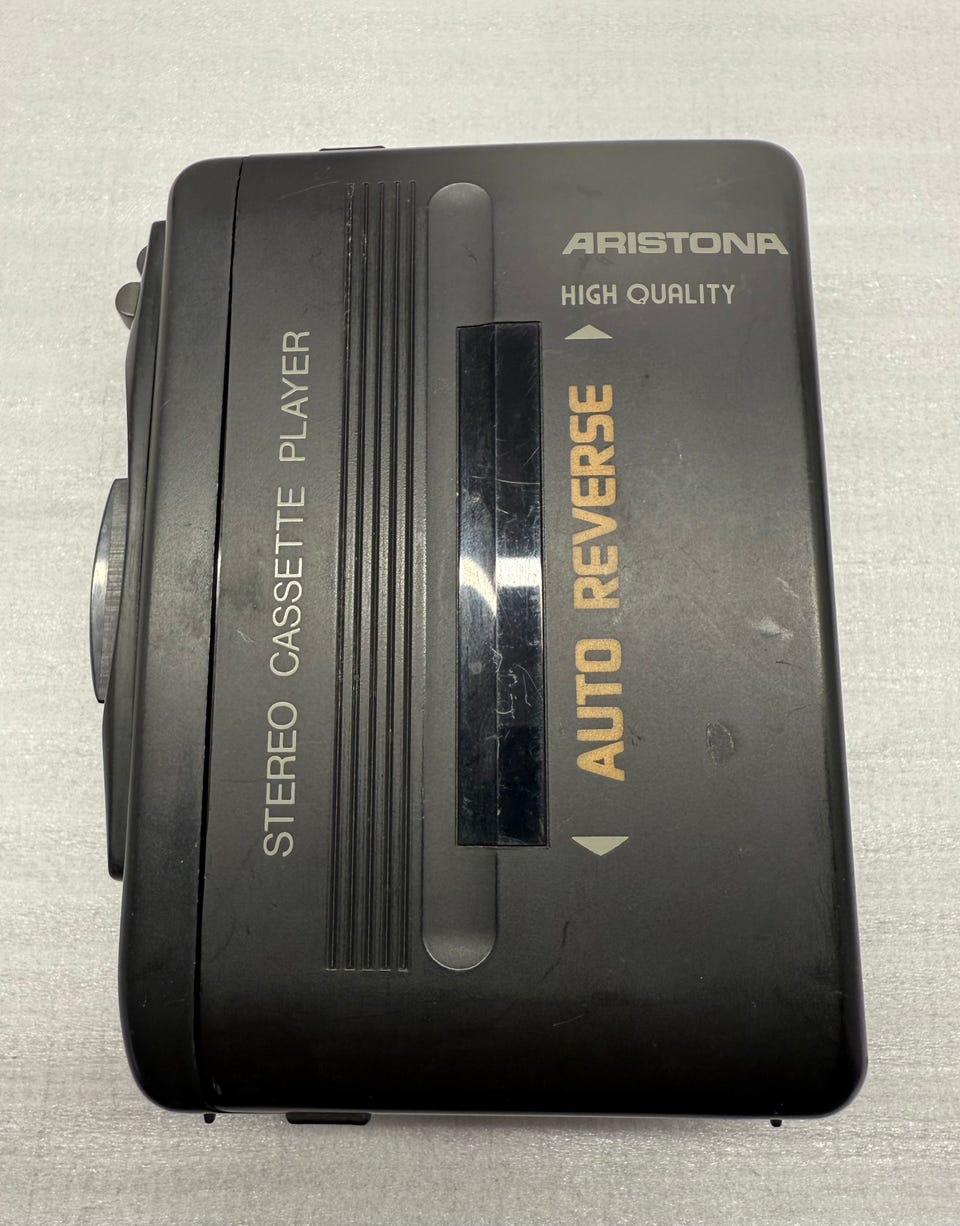 ARISTONA
HIGH QUALITY
STEREO CASSETTE PLAYER
AUTO REVERSE